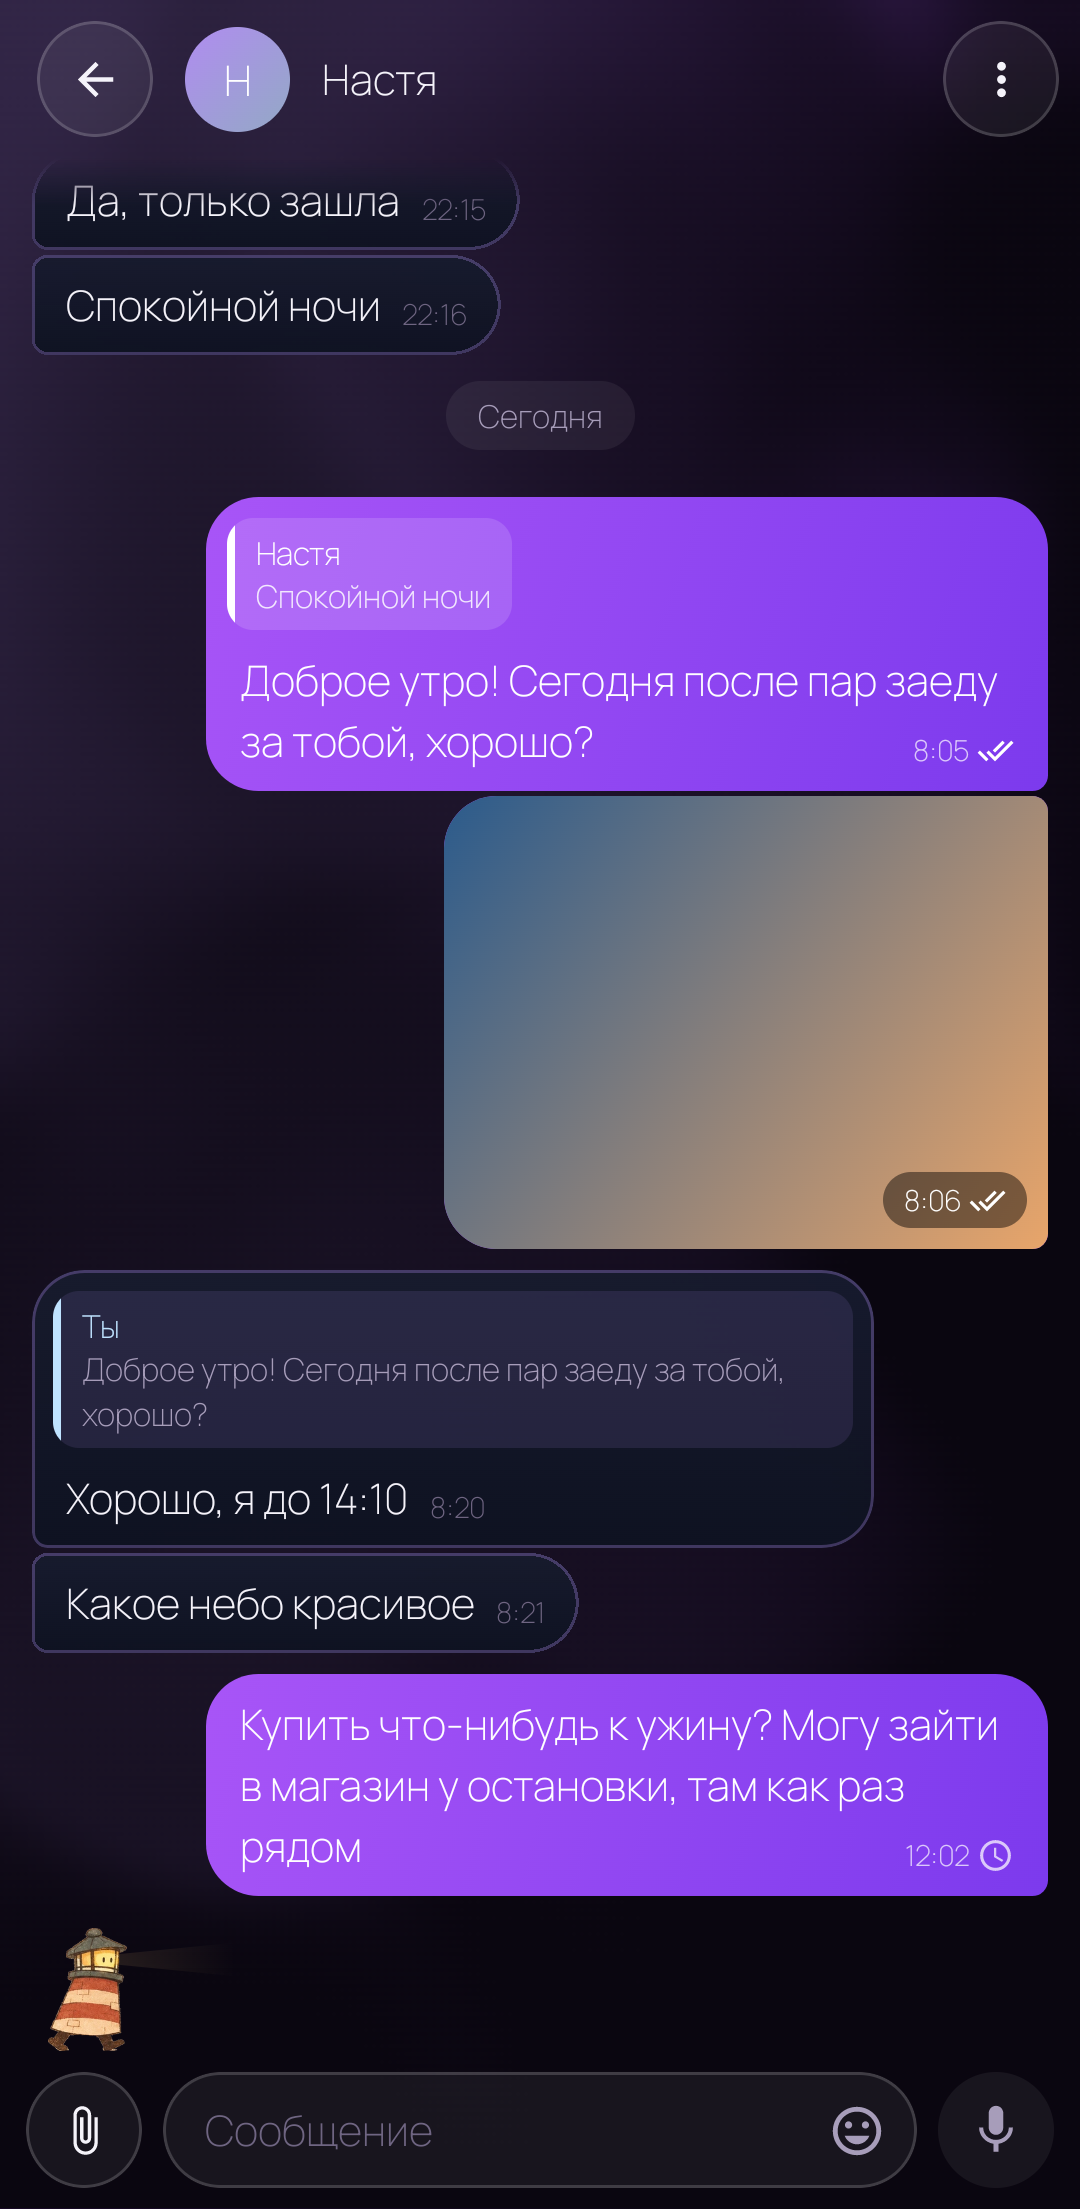 Н
Настя
Да, только зашла 22:15
Спокойной ночи 22:16
Сегодня
Настя
Спокойной ночи
Доброе утро! Сегодня после пар заеду
за тобой, хорошо? 8:05
8:06
Ты
Доброе утро! Сегодня после пар заеду за тобой,
хорошо?
Хорошо, я до 14:10 8:20
Какое небо красивое 8:21
Купить что-нибудь к ужину? Могу зайти
в магазин у остановки, там как раз
рядом 12:02
Сообщение